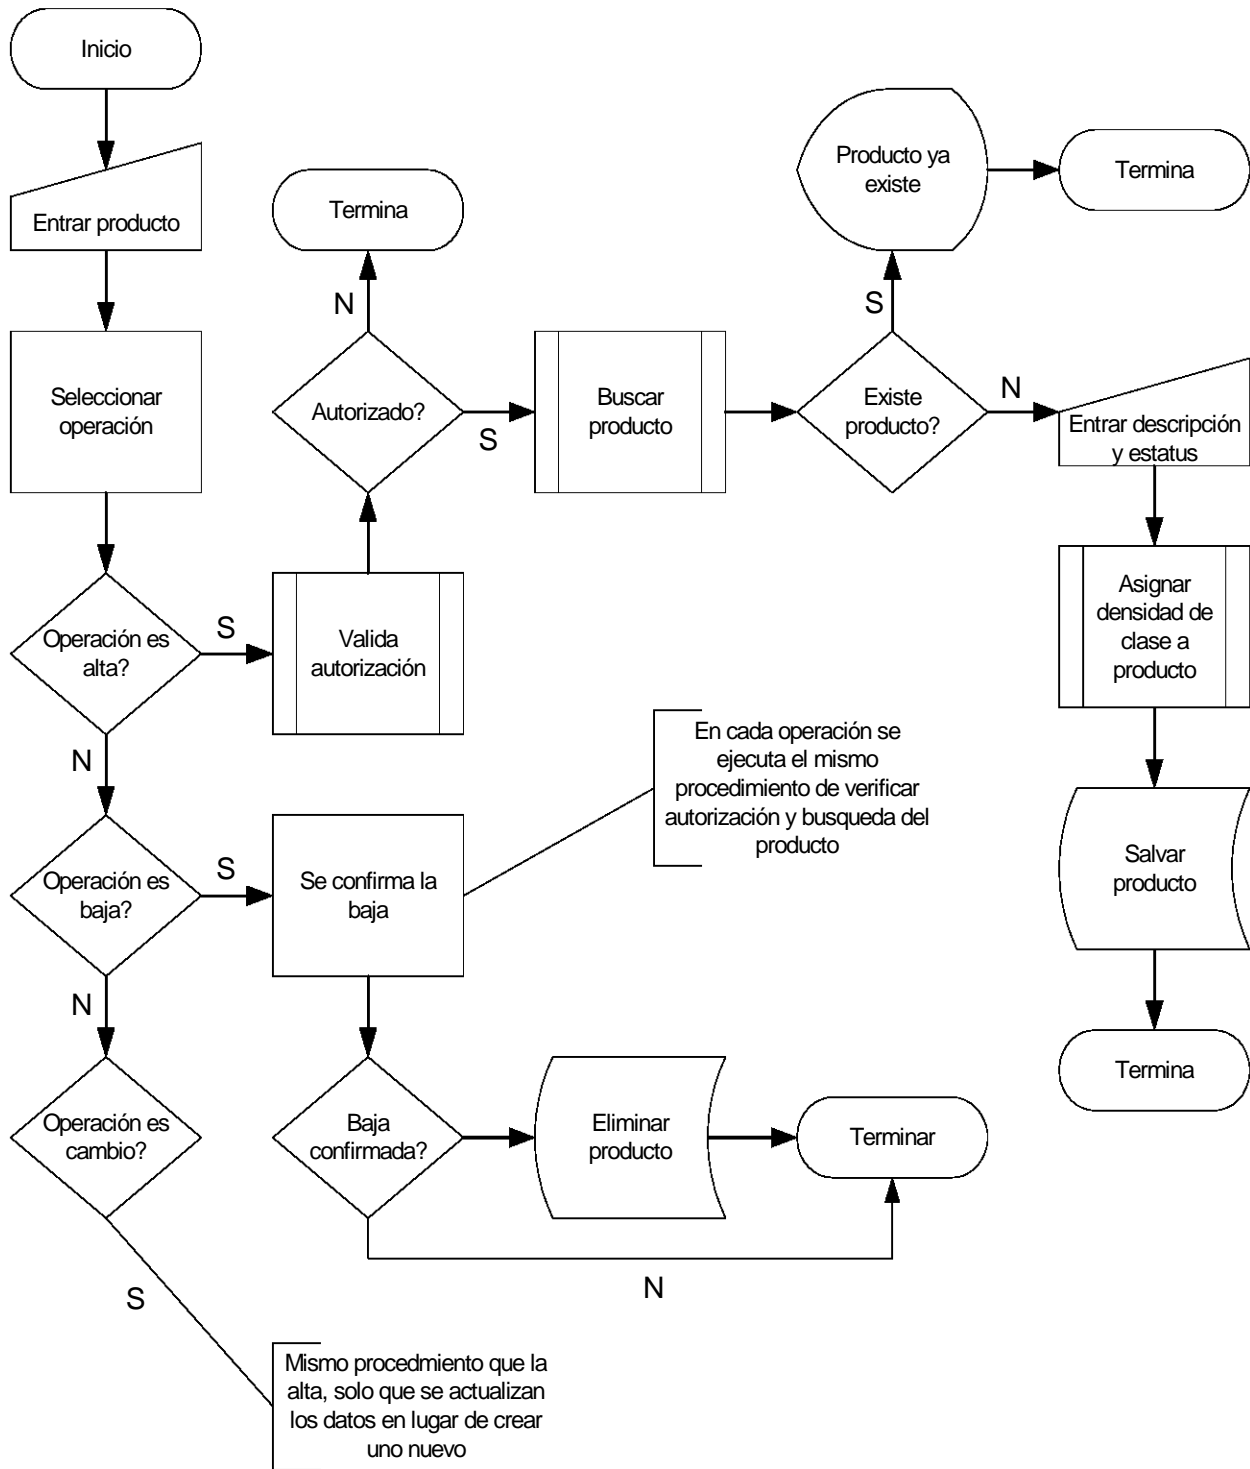 Inicio
Entrar producto
Seleccionar
operación
Operación es
alta?
S
N
Valida
autorización
Autorizado?
N
S
Termina
Buscar
producto
Existe
producto?
S
N
Producto ya
existe
Termina
Entrar descripción
y estatus
Asignar
densidad de
clase a
producto
Salvar
producto
Termina
Operación es
baja?
S
N
Se confirma la
baja
En cada operación se
ejecuta el mismo
procedimiento de verificar
autorización y busqueda del
producto
Baja
confirmada?
N
Eliminar
producto
Terminar
Operación es
cambio?
S
Mismo procedmiento que la
alta, solo que se actualizan
los datos en lugar de crear
uno nuevo